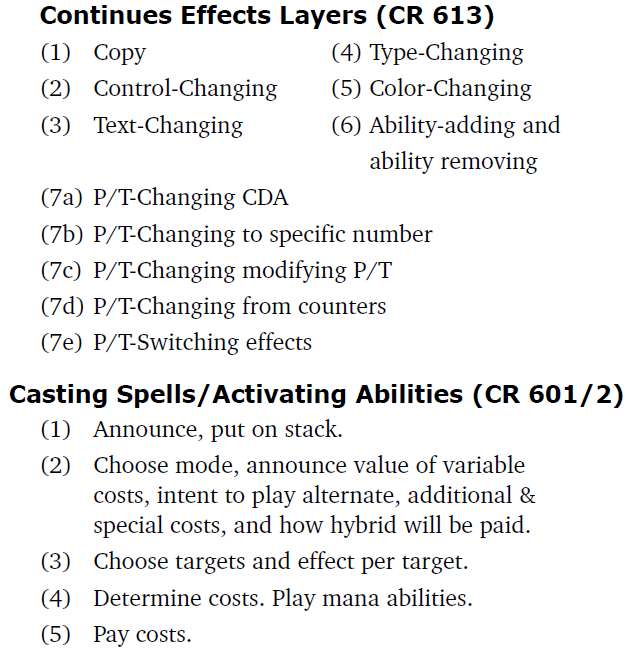 Continues Effects Layers (CR 613)
(1) Copy
(2) Control-Changing
(3) Text-Changing
(4) Type-Changing
(5) Color-Changing
(6) Ability-adding and
ability removing
(7a) P/T-Changing CDA
(7b) P/T-Changing to specific number
(7c) P/T-Changing modifying P/T
(7d) P/T-Changing from counters
(7e) P/T-Switching effects
Casting Spells/Activating Abilities (CR 601/2)
(1) Announce, put on stack.
(2) Choose mode, announce value of variable
costs, intent to play alternate, additional &
special costs, and how hybrid will be paid.
(3) Choose targets and effect per target.
(4) Determine costs. Play mana abilities.
(5) Pay costs.